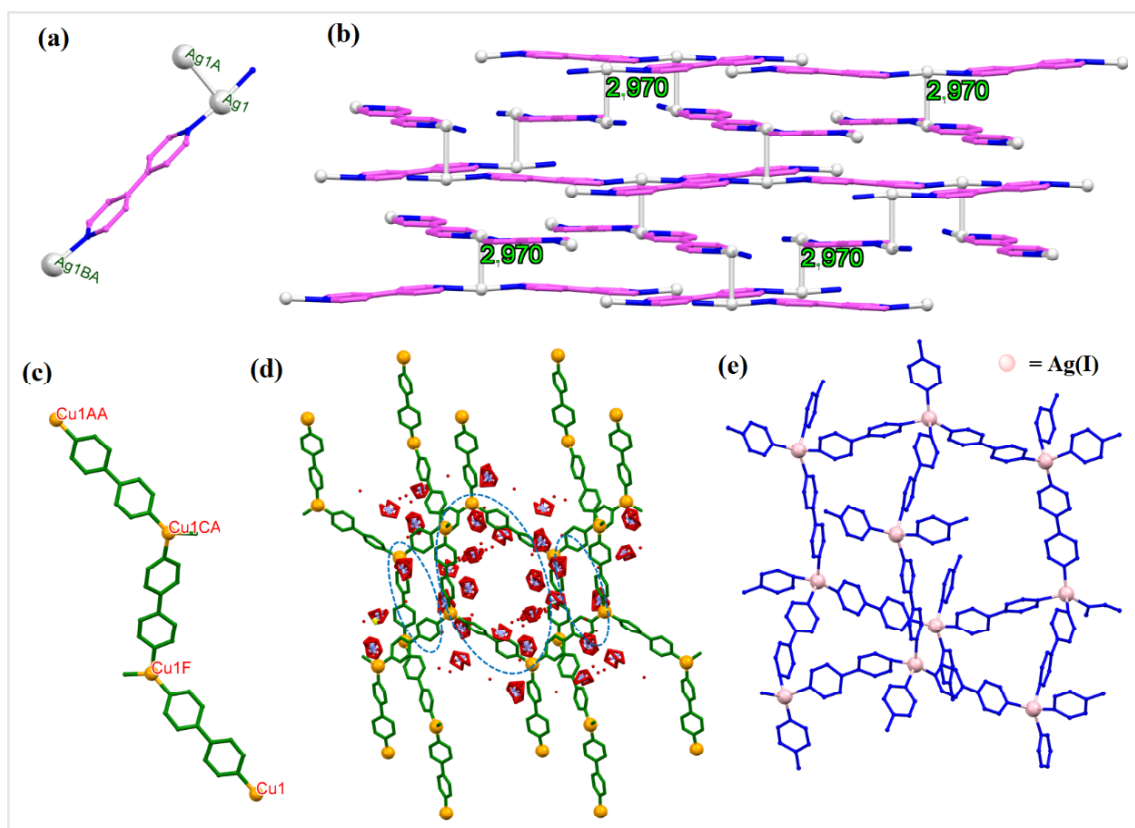 (a)
Ag1A
Ag1
Ag1BA
(b)
2.970
2.970
2.970
2.970
(c)
Cu1AA
Cu1CA
Cu1F
Cu1
(d)
(e)
= Ag(I)